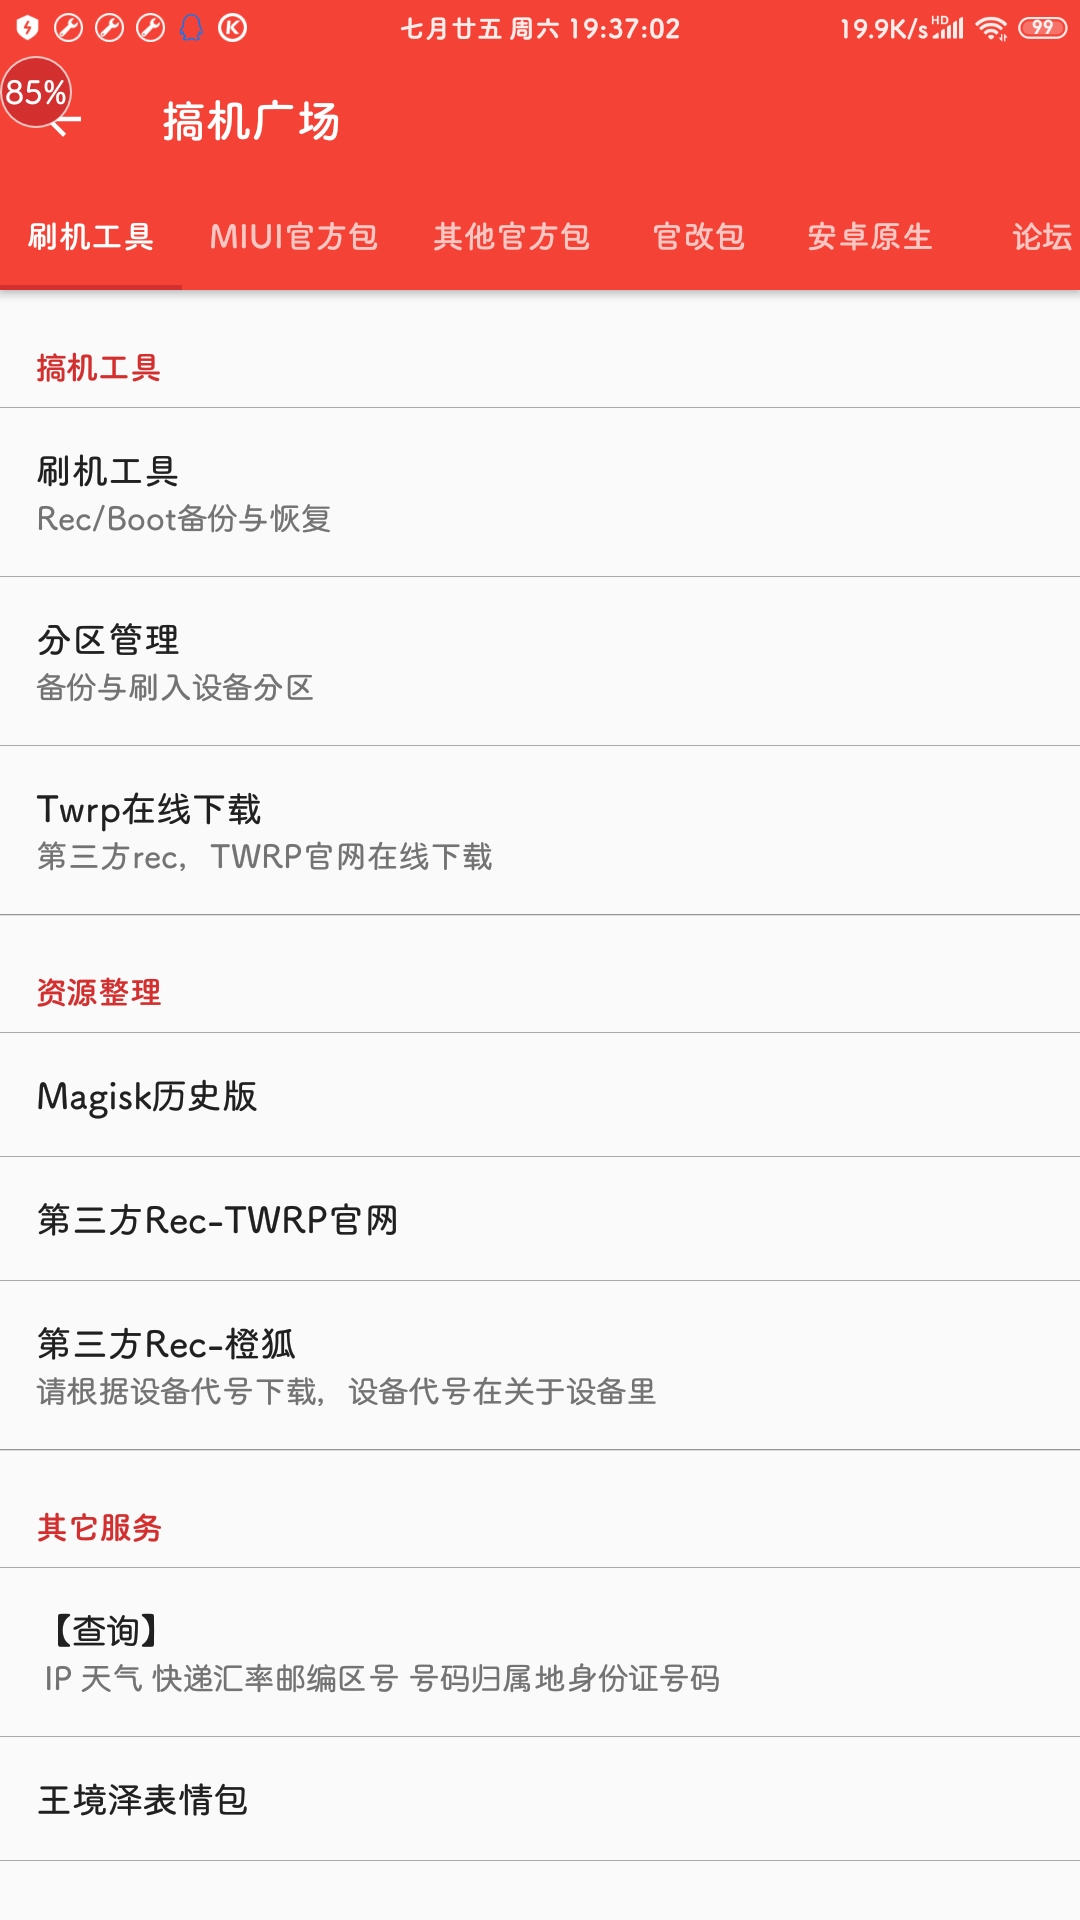 七月廿五 周六 19:37:02 19.9K/s HD 99
85%
搞机广场
刷机工具 MIUI官方包 其他官方包 官改包 安卓原生 论坛
搞机工具
刷机工具
Rec/Boot备份与恢复
分区管理
备份与刷入设备分区
Twrp在线下载
第三方rec，TWRP官网在线下载
资源整理
Magisk历史版
第三方Rec-TWRP官网
第三方Rec-橙狐
请根据设备代号下载，设备代号在关于设备里
其它服务
【查询】
IP 天气 快递汇率邮编区号 号码归属地身份证号码
王境泽表情包